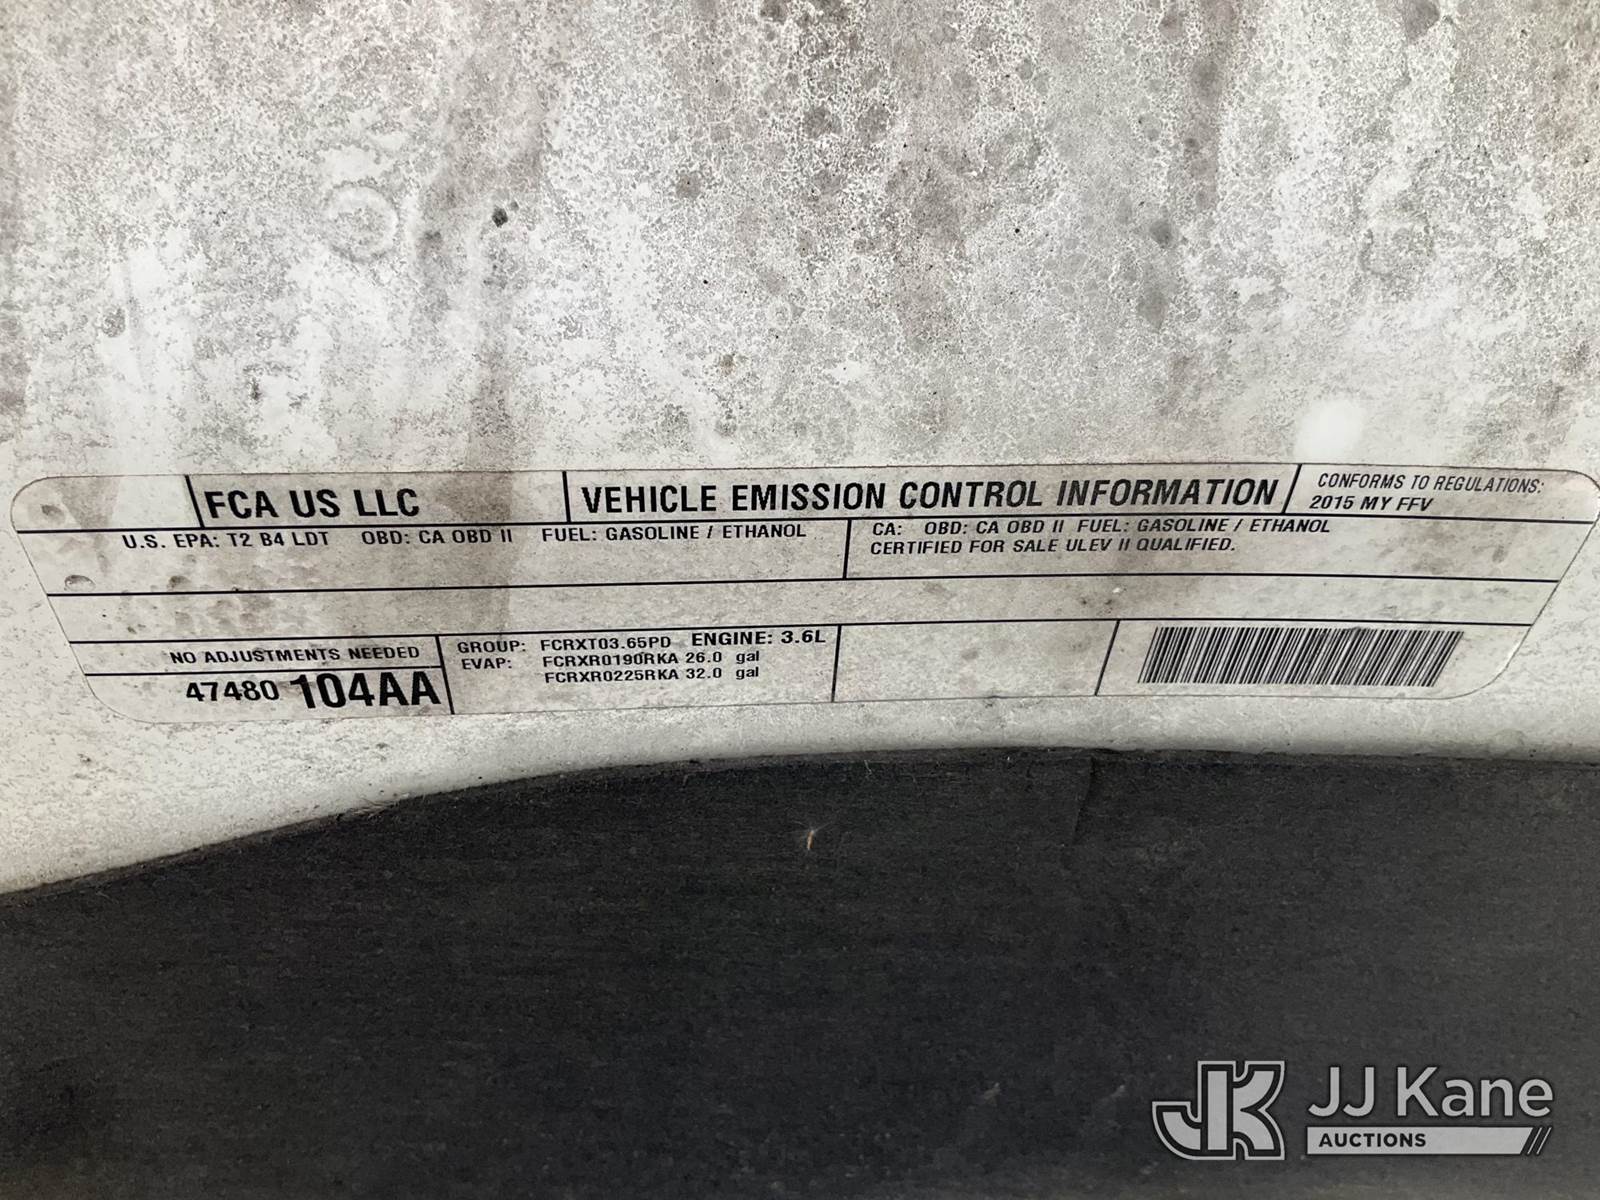 FCA US LLC
VEHICLE EMISSION CONTROL INFORMATION
CONFORMS TO REGULATIONS:
2015 MY FFV
U.S. EPA: T2 B4 LDT OBD: CA OBD II FUEL: GASOLINE / ETHANOL
CA: OBD: CA OBD II FUEL: GASOLINE / ETHANOL
CERTIFIED FOR SALE ULEV II QUALIFIED.
NO ADJUSTMENTS NEEDED
47480 104AA
GROUP: FCRXT03.65PD ENGINE: 3.6L
EVAP: FCRXR0190RKA 26.0 gal
FCRXR0225RKA 32.0 gal
JK JJ Kane
AUCTIONS